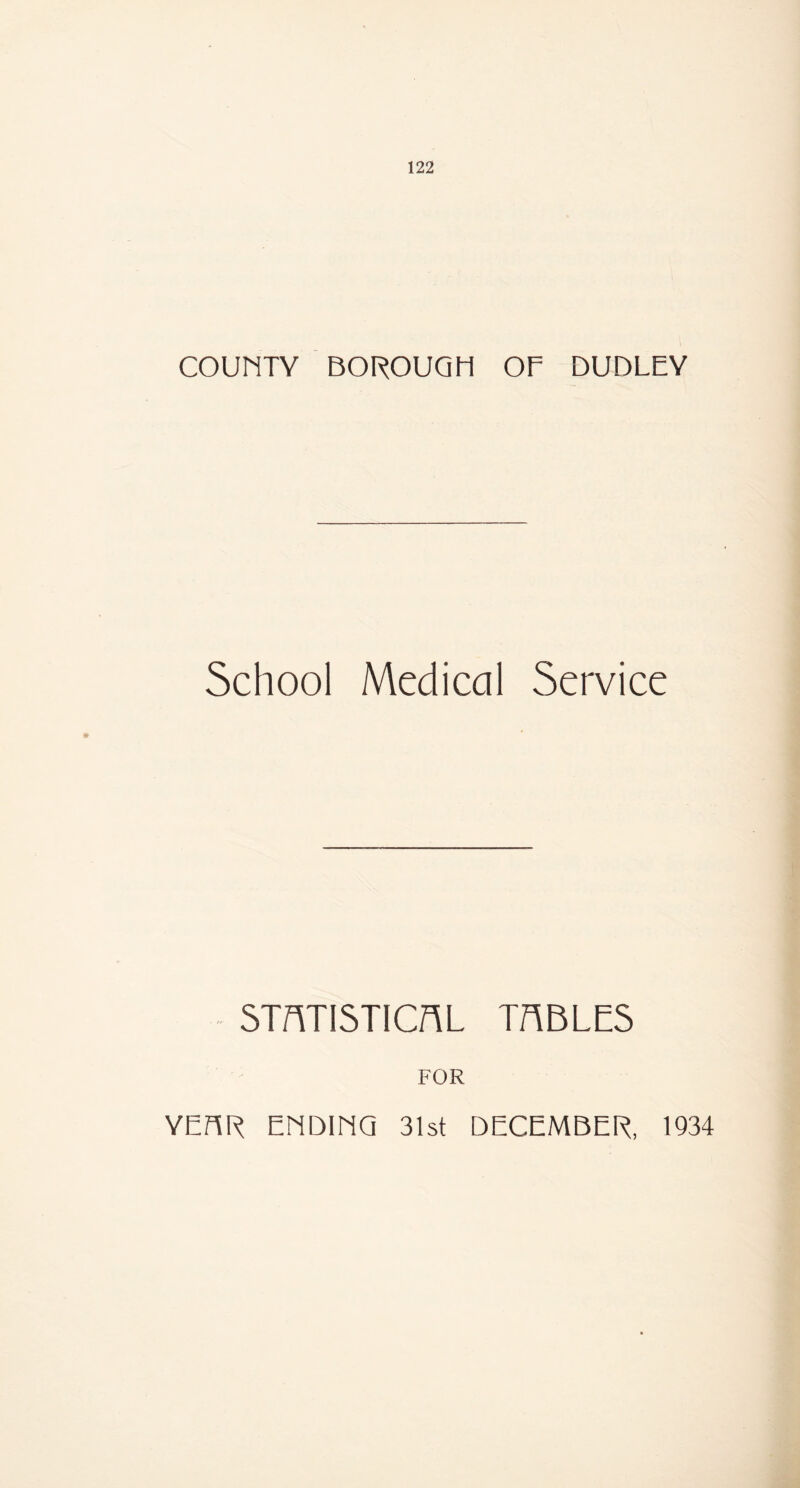 122
COUNTY BOROUGH OF DUDLEY
School Medical Service
STATISTICAL TABLES
FOR
YEAR ENDING 31st DECEMBER, 1934